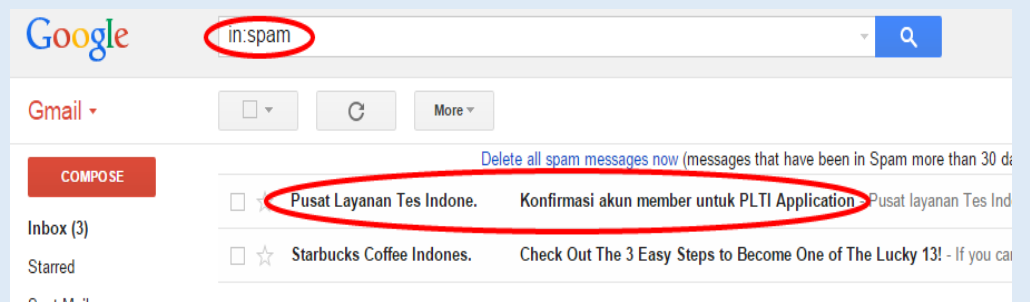 Google
in:spam
Gmail
More
Delete all spam messages now (messages that have been in Spam more than 30 da
COMPOSE
Pusat Layanan Tes Indone. Konfirmasi akun member untuk PLTI Application - Pusat layanan Tes Ind
Inbox (3)
Starbucks Coffee Indones. Check Out The 3 Easy Steps to Become One of The Lucky 13! - If you ca
Starred